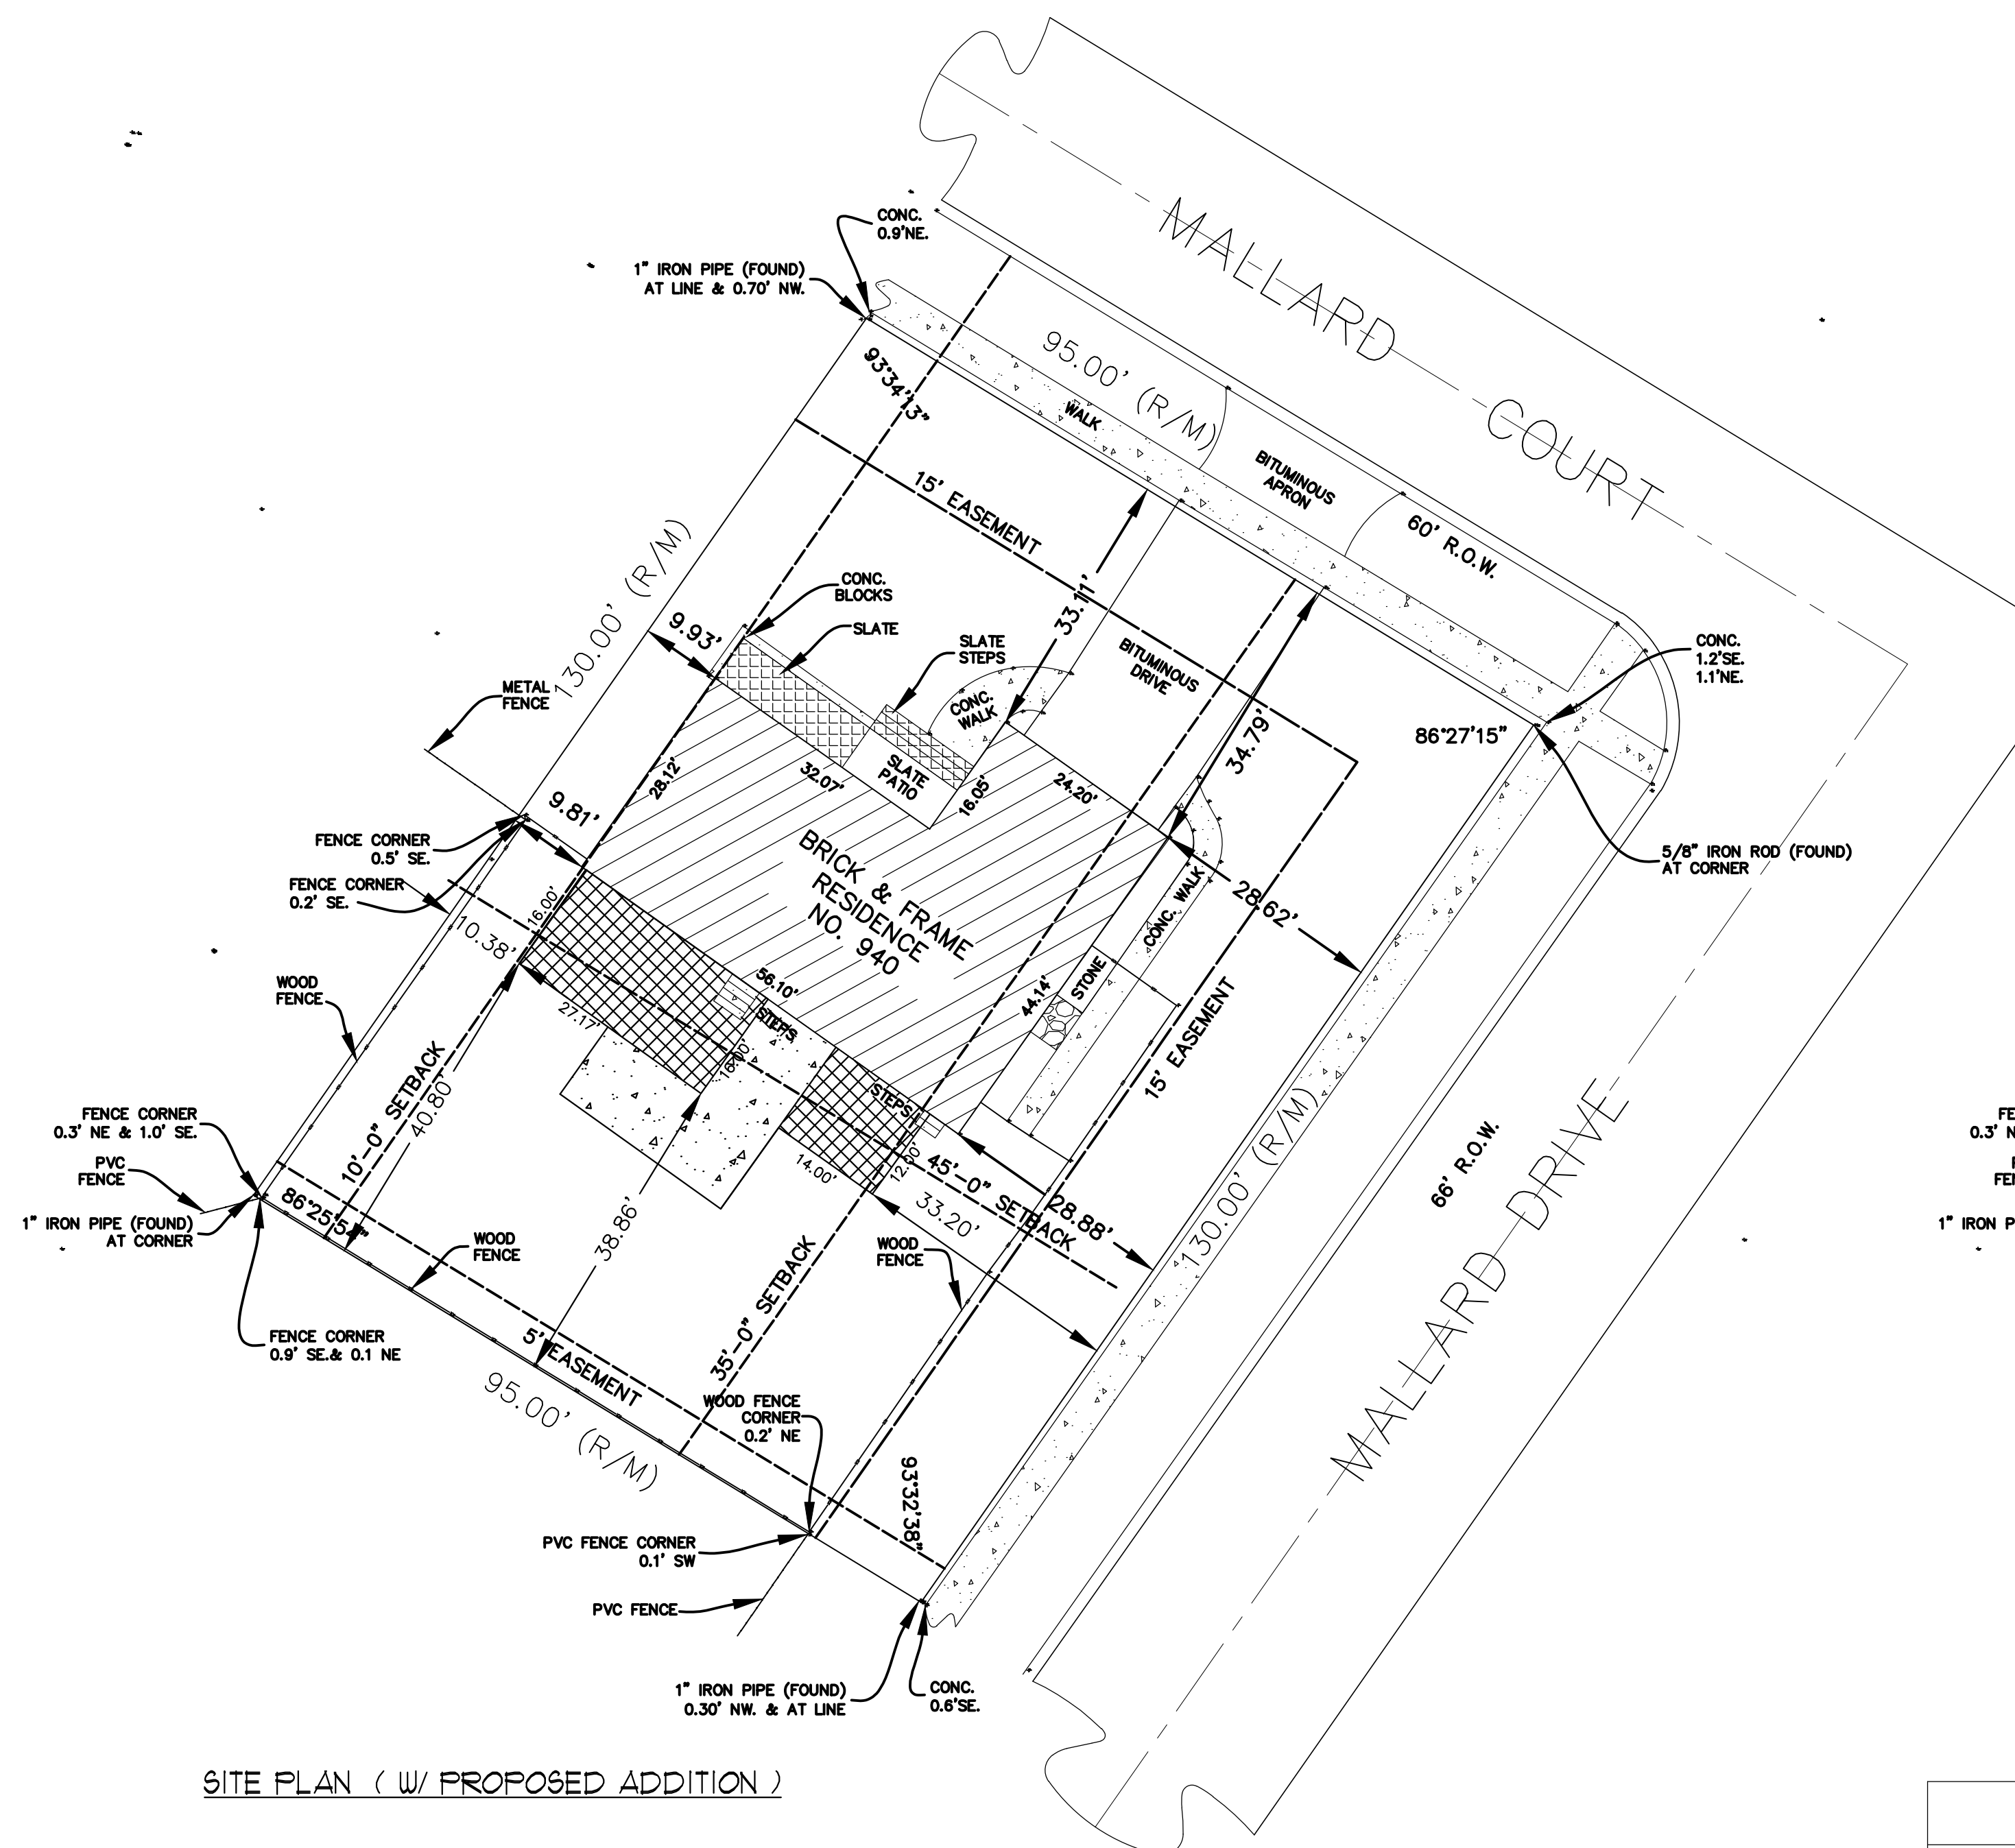 MALLARD COURT
CONC.
0.9'NE.
1" IRON PIPE (FOUND)
AT LINE & 0.70' NW.
93°34'13"
95.00' (R/M)
WALK
BITUMINOUS
APRON
60' R.O.W.
15' EASEMENT
130.00' (R/M)
33.11'
CONC.
BLOCKS
SLATE
SLATE
STEPS
9.93'
CONC.
WALK
BITUMINOUS
DRIVE
CONC.
1.2'SE.
1.1'NE.
METAL
FENCE
86°27'15"
34.79'
28.12'
32.07'
SLATE
PATIO
16.05'
24.20'
9.81'
FENCE CORNER
0.5' SE.
BRICK & FRAME
RESIDENCE
NO. 940
5/8" IRON ROD (FOUND)
AT CORNER
FENCE CORNER
0.2' SE.
16.00'
10.38'
28.62'
CONC. WALK
WOOD
FENCE
56.10'
STEPS
44.14'
STONE
27.17'
16.00'
15' EASEMENT
10'-0" SETBACK
40.80'
STEPS
FENCE CORNER
0.3' NE & 1.0' SE.
PVC
FENCE
1" IRON PIPE (FOUND)
AT CORNER
86°25'54"
14.00'
12.00'
45'-0" SETBACK
33.20'
28.88'
130.00' (R/M)
66' R.O.W.
MALLARD DRIVE
38.86'
WOOD
FENCE
WOOD
FENCE
35'-0" SETBACK
FENCE CORNER
0.9' SE.& 0.1 NE
5' EASEMENT
95.00' (R/M)
WOOD FENCE
CORNER
0.2' NE
93°32'38"
PVC FENCE CORNER
0.1' SW
PVC FENCE
1" IRON PIPE (FOUND)
0.30' NW. & AT LINE
CONC.
0.6'SE.
FE
0.3' N
FEN
1" IRON P
SITE PLAN ( W/ PROPOSED ADDITION )